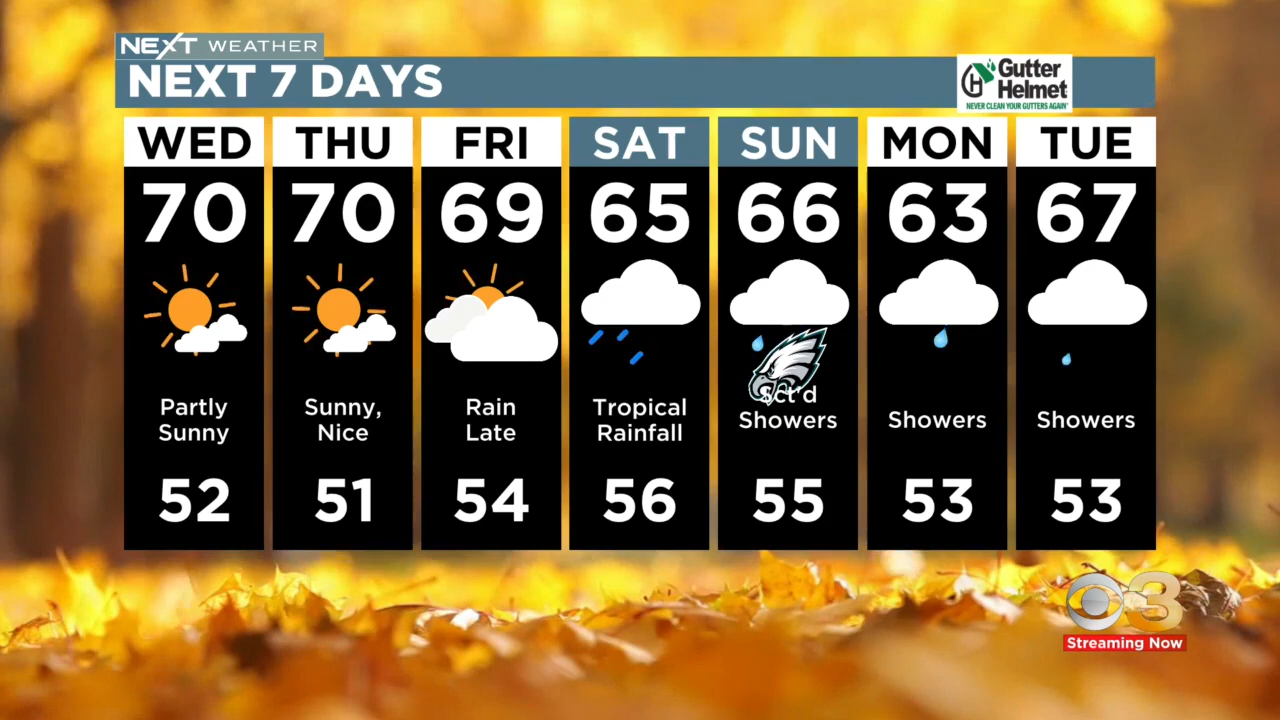 NEXT WEATHER
NEXT 7 DAYS
Gutter
Helmet
NEVER CLEAN YOUR GUTTERS AGAIN
WED THU FRI SAT SUN MON TUE
70 70 69 65 66 63 67
Partly Sunny, Rain Tropical Sct'd Showers Showers
Sunny Nice Late Rainfall Showers
52 51 54 56 55 53 53
3
Streaming Now